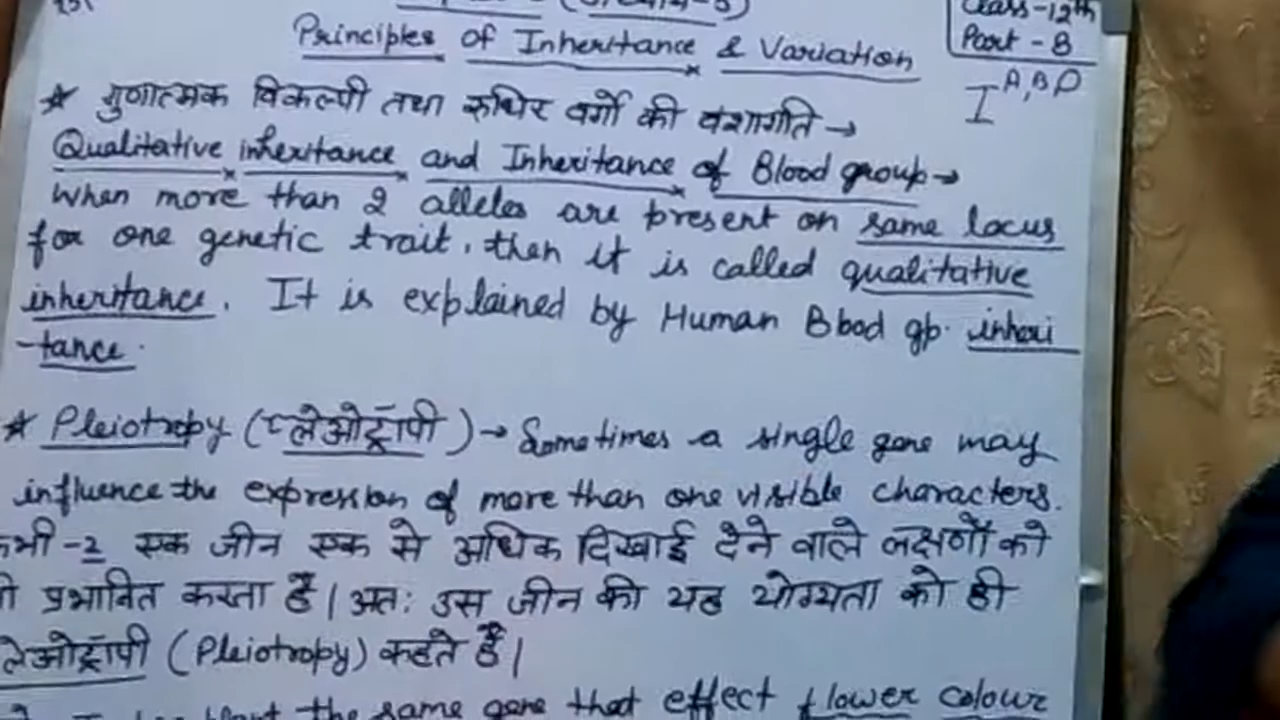 (अध्याय-5)
Class-12th
Part - 8
Principles of Inheritance & Variation
I A,B,O
* गुणात्मक विकल्पी तथा रुधिर वर्गो की वंशागति →
Qualitative inheritance and Inheritance of Blood group →
When more than 2 alleles are present on same locus
for one genetic trait, then it is called qualitative
inheritance. It is explained by Human Blood gp. inheri
-tance.
* Pleiotropy (प्लेओट्रॉपी) → Sometimes a single gene may
influence the expression of more than one visible characters.
कभी-2 एक जीन एक से अधिक दिखाई देने वाले लक्षणों को
प्रभावित करता है। अतः उस जीन की यह योग्यता को ही
लेओट्रॉपी (Pleiotropy) कहते हैं।
the same gene that effect flower colour